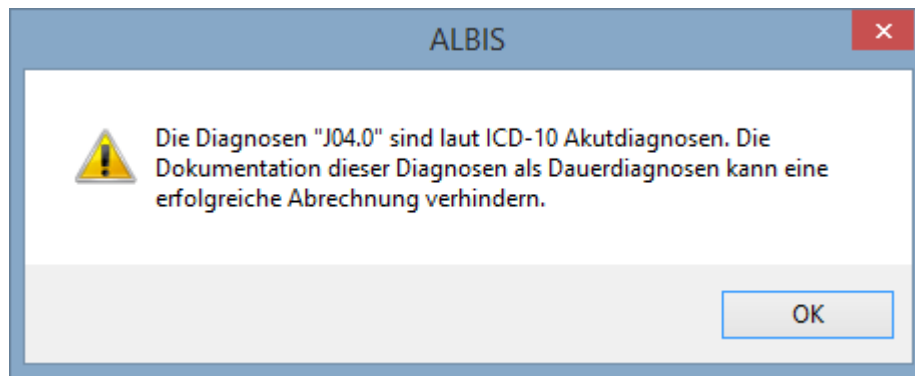 ALBIS
Die Diagnosen "J04.0" sind laut ICD-10 Akutdiagnosen. Die
Dokumentation dieser Diagnosen als Dauerdiagnosen kann eine
erfolgreiche Abrechnung verhindern.
OK